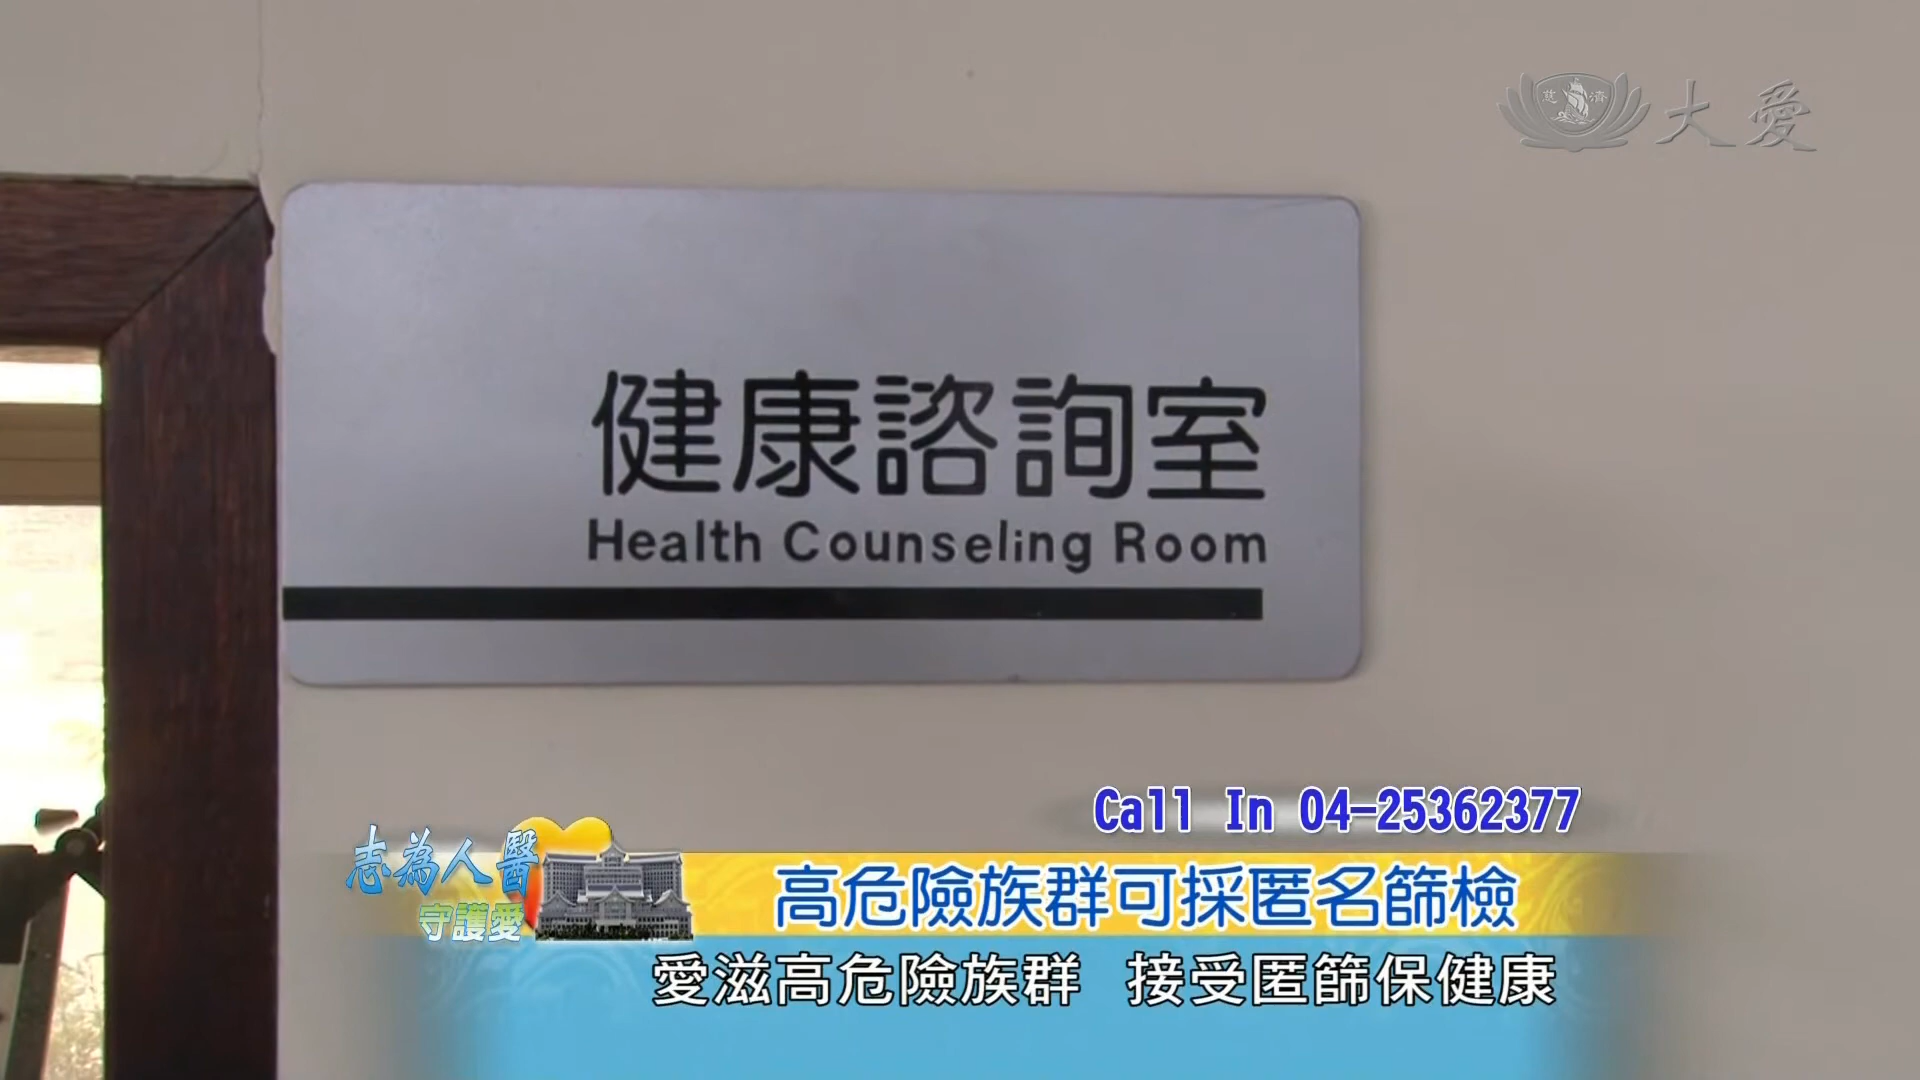 慈濟
大愛
健康諮詢室
Health Counseling Room
Call In 04-25362377
志為人醫
守護愛
高危險族群可採匿名篩檢
愛滋高危險族群 接受匿篩保健康